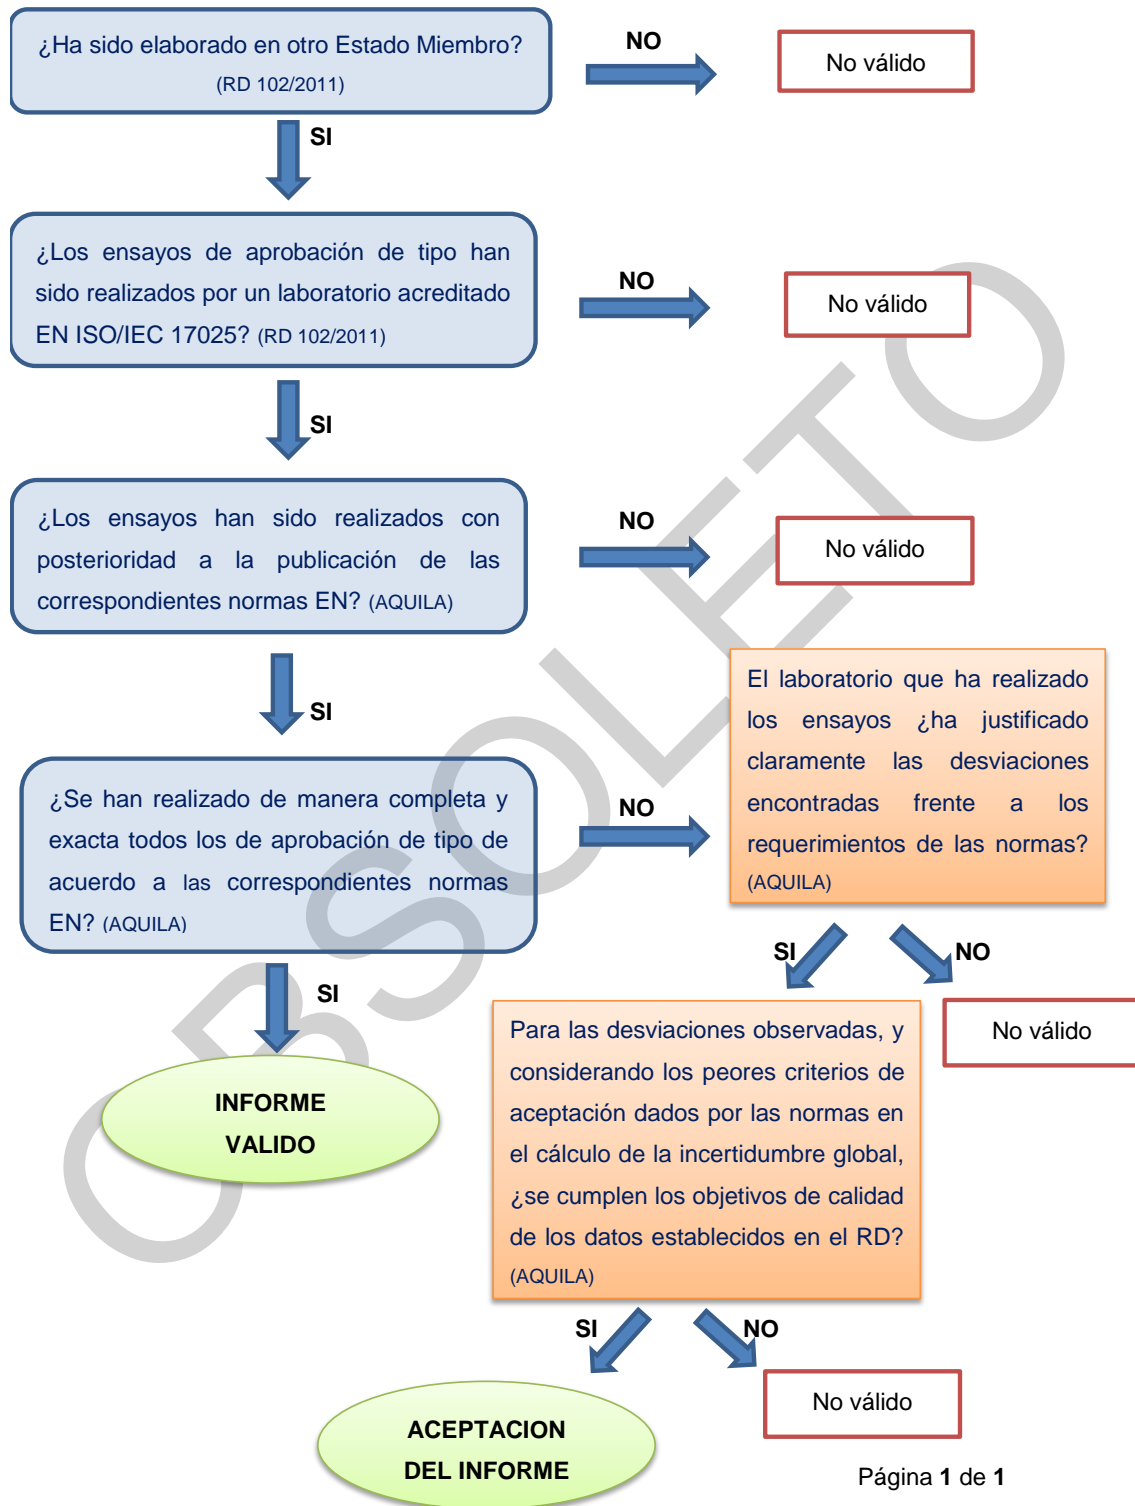 ¿Ha sido elaborado en otro Estado Miembro?
(RD 102/2011)
NO
No válido
SI
¿Los ensayos de aprobación de tipo han
sido realizados por un laboratorio acreditado
EN ISO/IEC 17025? (RD 102/2011)
NO
No válido
SI
¿Los ensayos han sido realizados con
posterioridad a la publicación de las
correspondientes normas EN? (AQUILA)
NO
No válido
SI
¿Se han realizado de manera completa y
exacta todos los de aprobación de tipo de
acuerdo a las correspondientes normas
EN? (AQUILA)
NO
El laboratorio que ha realizado
los ensayos ¿ha justificado
claramente las desviaciones
encontradas frente a los
requerimientos de las normas?
(AQUILA)
SI
NO
No válido
SI
INFORME
VALIDO
Para las desviaciones observadas, y
considerando los peores criterios de
aceptación dados por las normas en
el cálculo de la incertidumbre global,
¿se cumplen los objetivos de calidad
de los datos establecidos en el RD?
(AQUILA)
SI
NO
No válido
ACEPTACION
DEL INFORME
Página 1 de 1
OBSOLETO